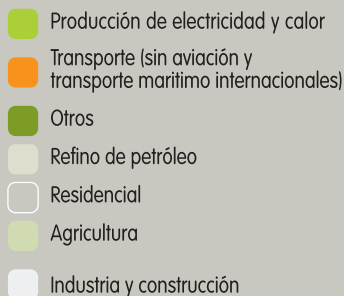 Producción de electricidad y calor
Transporte (sin aviación y
transporte maritimo internacionales)
Otros
Refino de petróleo
Residencial
Agricultura
Industria y construcción